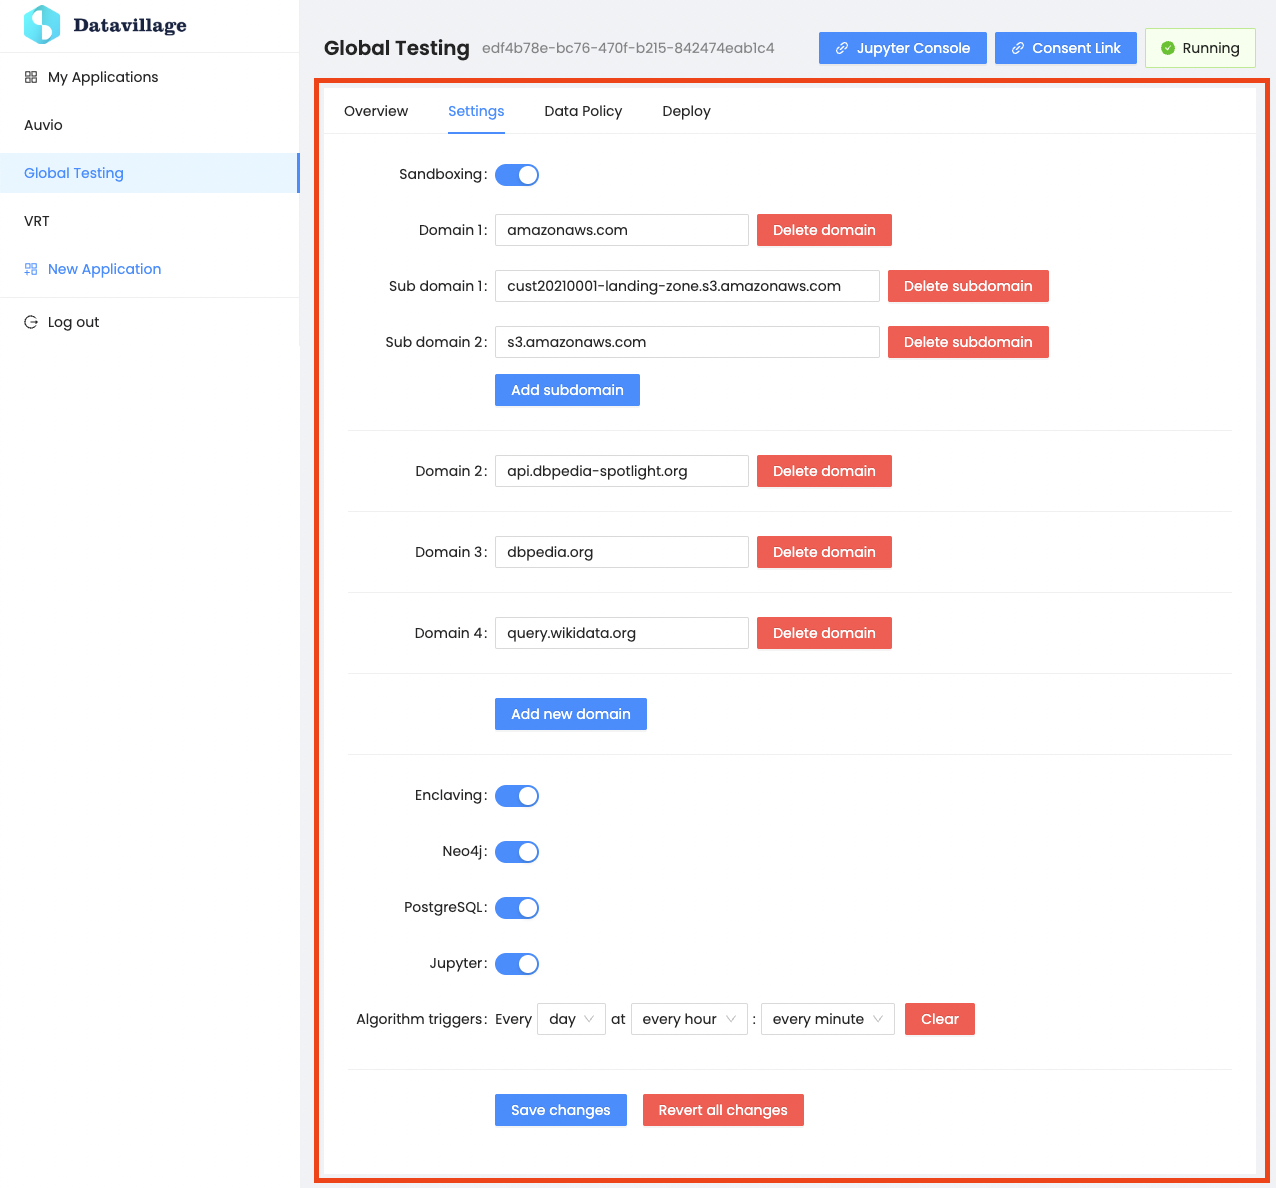 Datavillage
My Applications
Auvio
Global Testing
VRT
New Application
Log out
Global Testing edf4b78e-bc76-470f-b215-842474eab1c4 Jupyter Console Consent Link Running
Overview Settings Data Policy Deploy
Sandboxing:
Domain 1: amazonaws.com Delete domain
Sub domain 1: cust20210001-landing-zone.s3.amazonaws.com Delete subdomain
Sub domain 2: s3.amazonaws.com Delete subdomain
Add subdomain
Domain 2: api.dbpedia-spotlight.org Delete domain
Domain 3: dbpedia.org Delete domain
Domain 4: query.wikidata.org Delete domain
Add new domain
Enclaving:
Neo4j:
PostgreSQL:
Jupyter:
Algorithm triggers: Every day at every hour : every minute Clear
Save changes Revert all changes